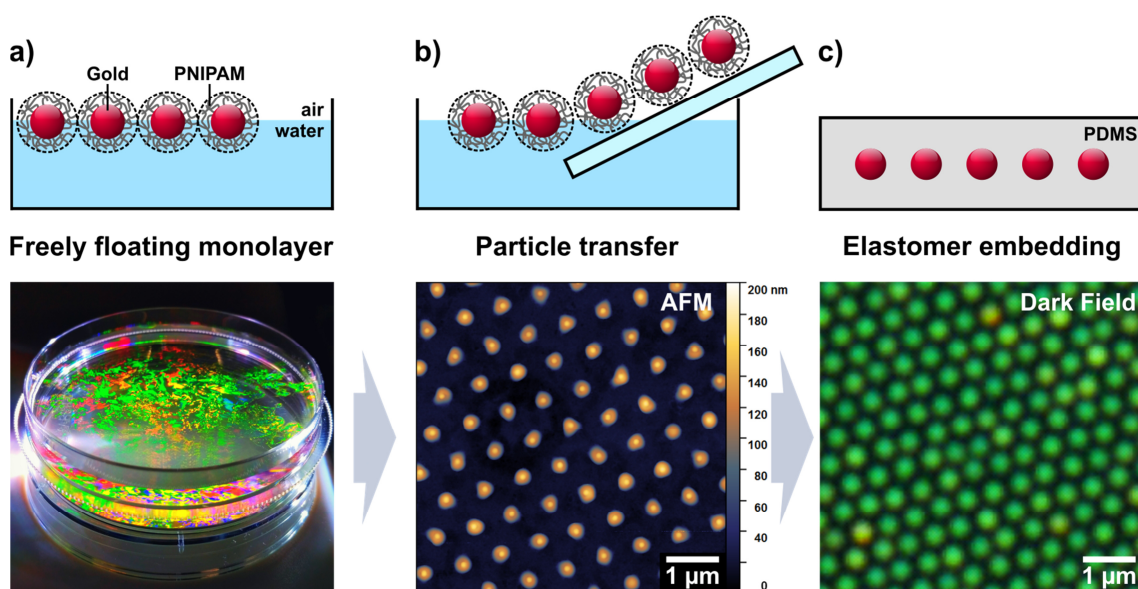 a)
Gold
PNIPAM
air
water
b)
c)
PDMS
Freely floating monolayer
Particle transfer
Elastomer embedding
AFM
200 nm
180
160
140
120
100
80
60
40
20
0
1 µm
Dark Field
1 µm